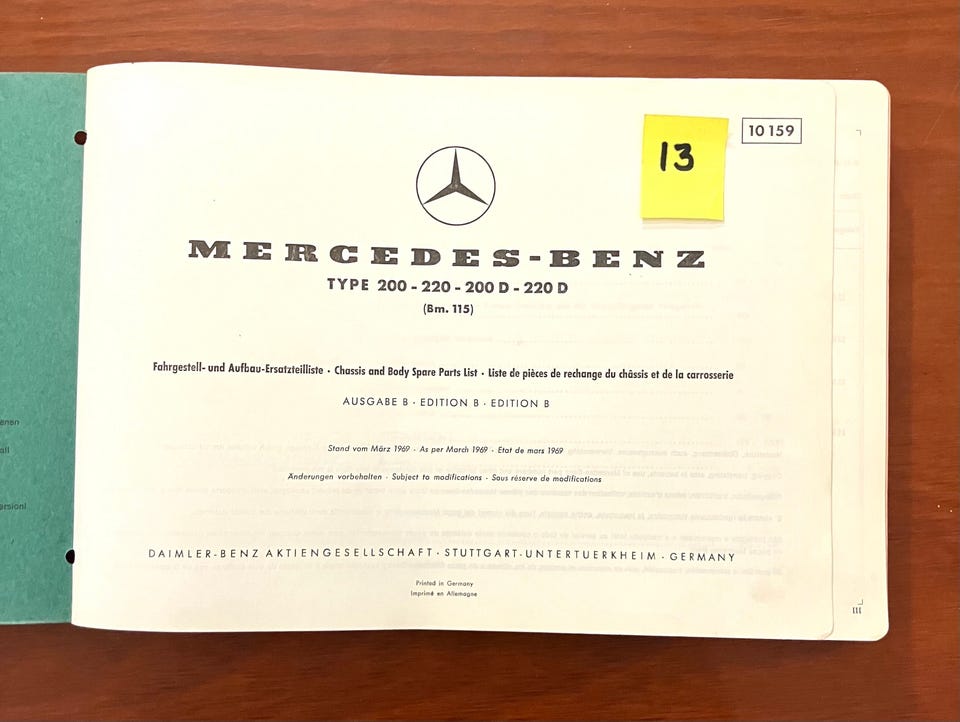 13
10 159
MERCEDES-BENZ
TYPE 200 - 220 - 200 D - 220 D
(Bm. 115)
Fahrgestell- und Aufbau-Ersatzteilliste · Chassis and Body Spare Parts List · Liste de pièces de rechange du châssis et de la carrosserie
AUSGABE B · EDITION B · EDITION B
Stand vom März 1969 · As per March 1969 · Etat de mars 1969
Änderungen vorbehalten · Subject to modifications · Sous réserve de modifications
DAIMLER-BENZ AKTIENGESELLSCHAFT · STUTTGART-UNTERTUERKHEIM · GERMANY
Printed in Germany
Imprimé en Allemagne
III